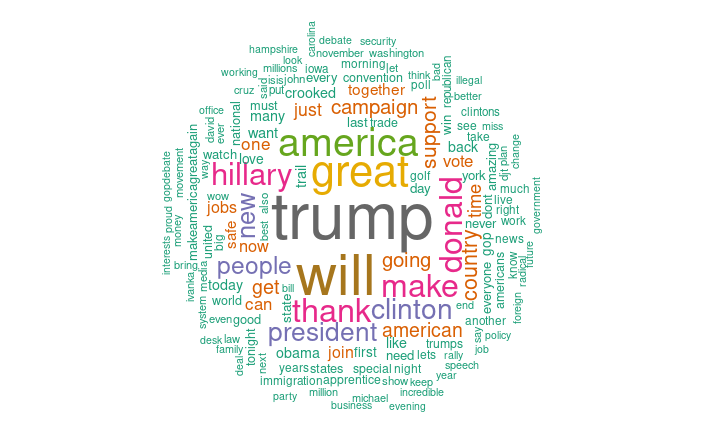 carolina
debate
security
hampshire
november
washington
look
morning
jet
bad
republican
working
millions
iowa
convention
think
illegal
said
isis
john
every
poll
cruz
put
crooked
together
better
office
must
just
campaign
clintons
david
ever
national
many
last
trade
support
win
see
miss
makeamericagreatagain
want
america
back
take
change
one
gopdebate
watch
love
great
vote
amazing
plan
djt
movement
way
hillary
trail
golf
york
day
donald
time
dont
much
government
proud
wow
jobs
new
also
trump
live
right
interests
money
big
safe
best
never
work
united
now
country
gop
news
bring
people
will
going
everyone
americans
know
future
radical
ivanka
media
today
get
bill
make
system
world
can
state
thank
clinton
end
foreign
even
good
president
american
another
say
policy
desk
law
tonight
like
trumps
family
obama
join
first
need
lets
rally
job
deal
next
years
states
special
night
speech
immigration
apprentice
show
keep
year
party
million
michael
incredible
business
evening